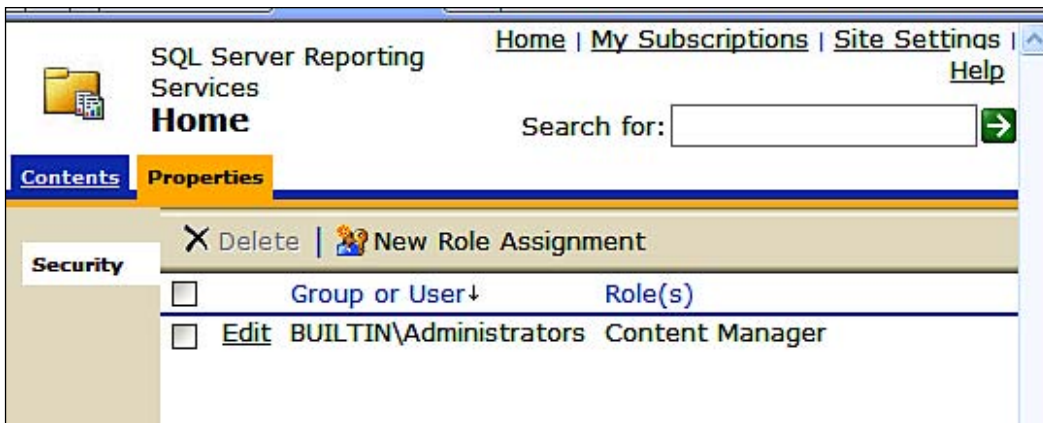 SQL Server Reporting
Services
Home
Home | My Subscriptions | Site Settings |
Help
Search for:
Contents
Properties
Security
Delete | New Role Assignment
Group or User↓ Role(s)
Edit BUILTIN\Administrators Content Manager